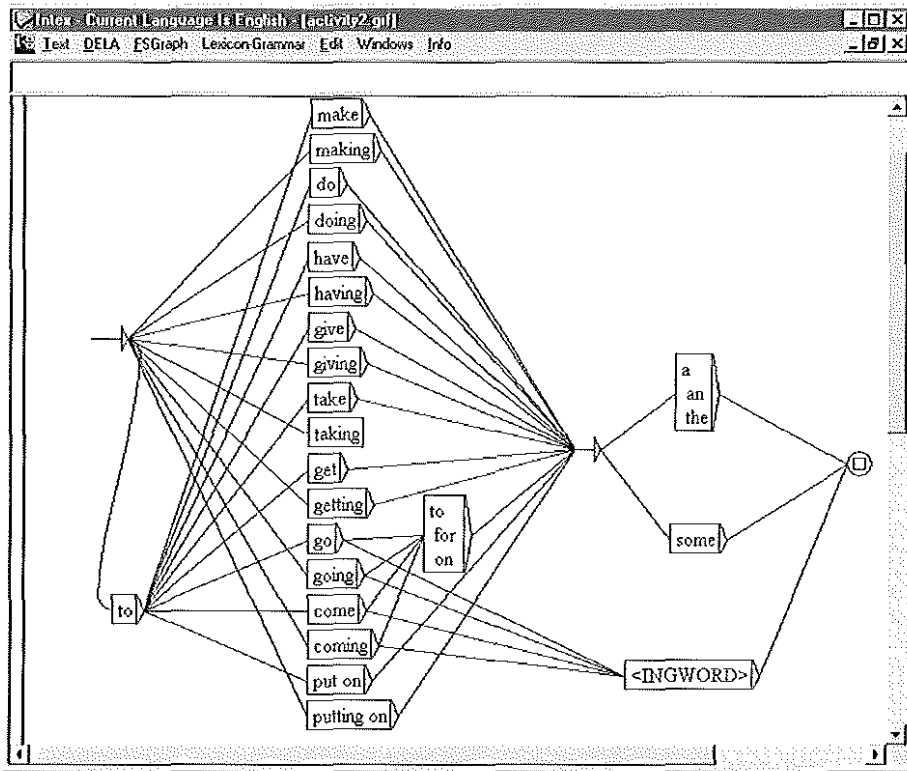 Intex - Current Language Is English - [activity2.gif]
Text DELA FSGraph Lexicon-Grammar Edit Windows Info
make
making
do
doing
have
having
give
giving
take
taking
get
getting
go
going
come
coming
put on
putting on
to
to
for
on
a
an
the
some
<INGWORD>